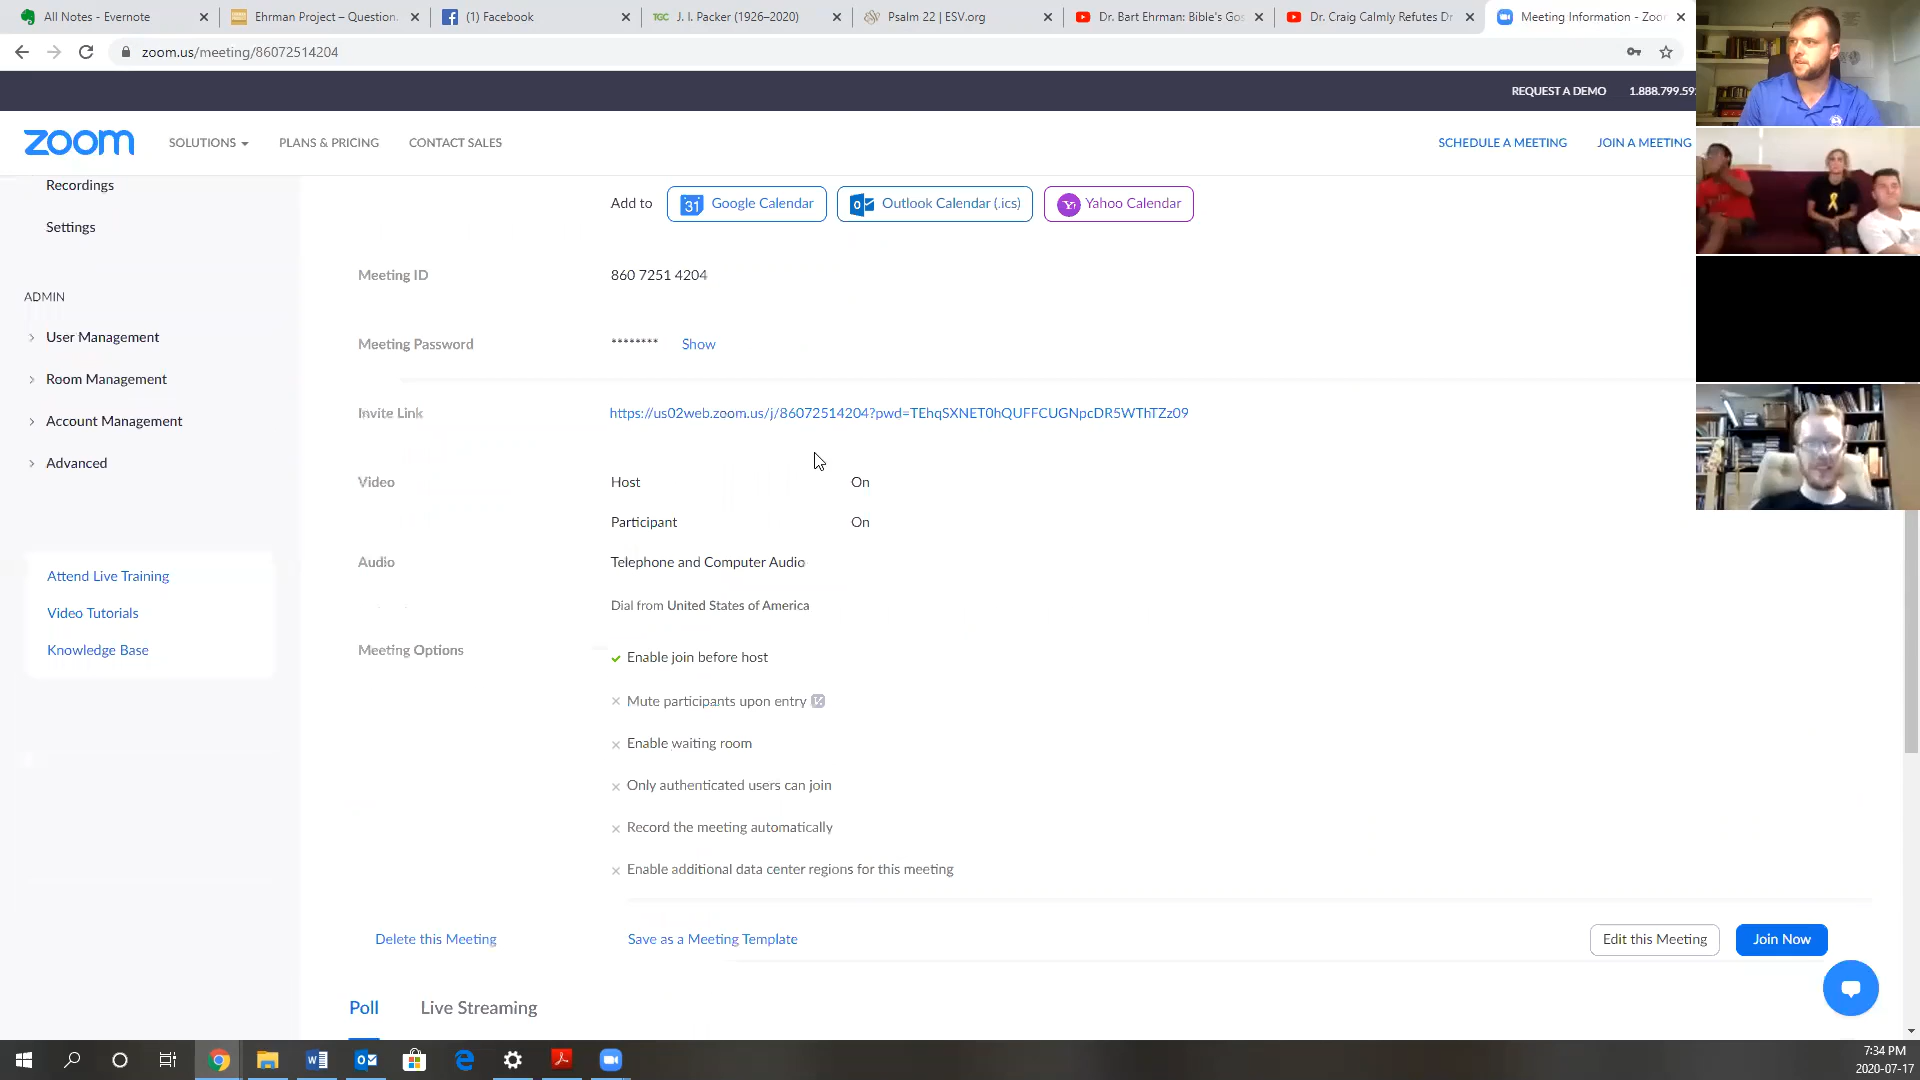 All Notes - Evernote
Ehrman Project – Question
(1) Facebook
TGC J. I. Packer (1926–2020)
Psalm 22 | ESV.org
Dr. Bart Ehrman: Bible's Gos
Dr. Craig Calmly Refutes Dr
Meeting Information - Zoo
zoom.us/meeting/86072514204
REQUEST A DEMO
1.888.799.59
zoom
SOLUTIONS
PLANS & PRICING
CONTACT SALES
SCHEDULE A MEETING
JOIN A MEETING
Recordings
Settings
ADMIN
User Management
Room Management
Account Management
Advanced
Attend Live Training
Video Tutorials
Knowledge Base
Add to
31 Google Calendar
Outlook Calendar (.ics)
Yahoo Calendar
Meeting ID
860 7251 4204
Meeting Password
******** Show
Invite Link
https://us02web.zoom.us/j/86072514204?pwd=TEhqSXNET0hQUFFCUGNpcDR5WThTZz09
Video
Host On
Participant On
Audio
Telephone and Computer Audio
Dial from United States of America
Meeting Options
Enable join before host
Mute participants upon entry
Enable waiting room
Only authenticated users can join
Record the meeting automatically
Enable additional data center regions for this meeting
Delete this Meeting
Save as a Meeting Template
Edit this Meeting
Join Now
Poll
Live Streaming
7:34 PM
2020-07-17